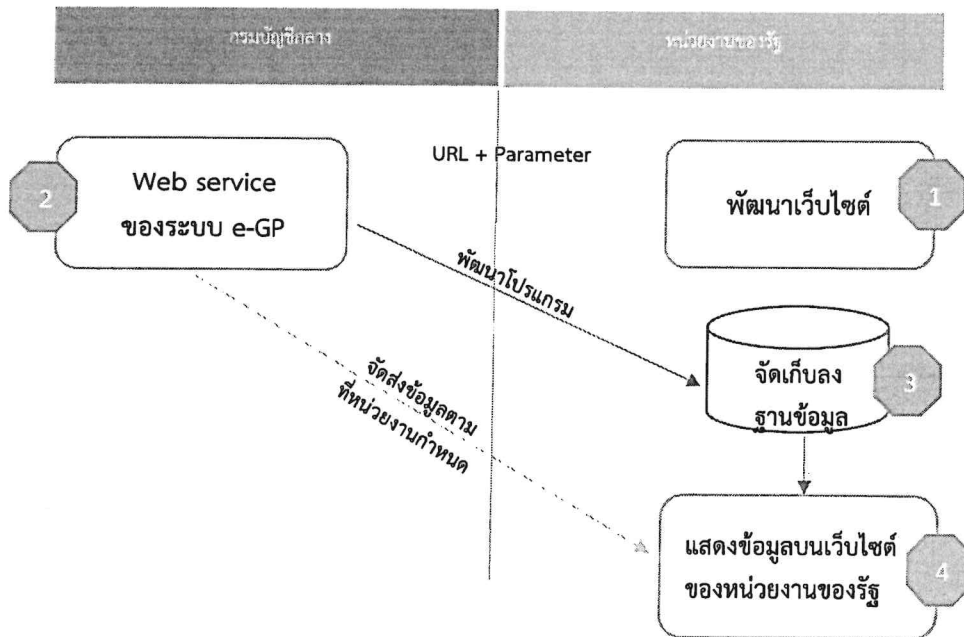 กรมบัญชีกลาง
หน่วยงานของรัฐ
URL + Parameter
2
Web service
ของระบบ e-GP
พัฒนาเว็บไซต์
1
พัฒนาโปรแกรม
จัดเก็บลง
ฐานข้อมูล
3
จัดส่งข้อมูลตาม
ที่หน่วยงานกำหนด
แสดงข้อมูลบนเว็บไซต์
ของหน่วยงานของรัฐ
4